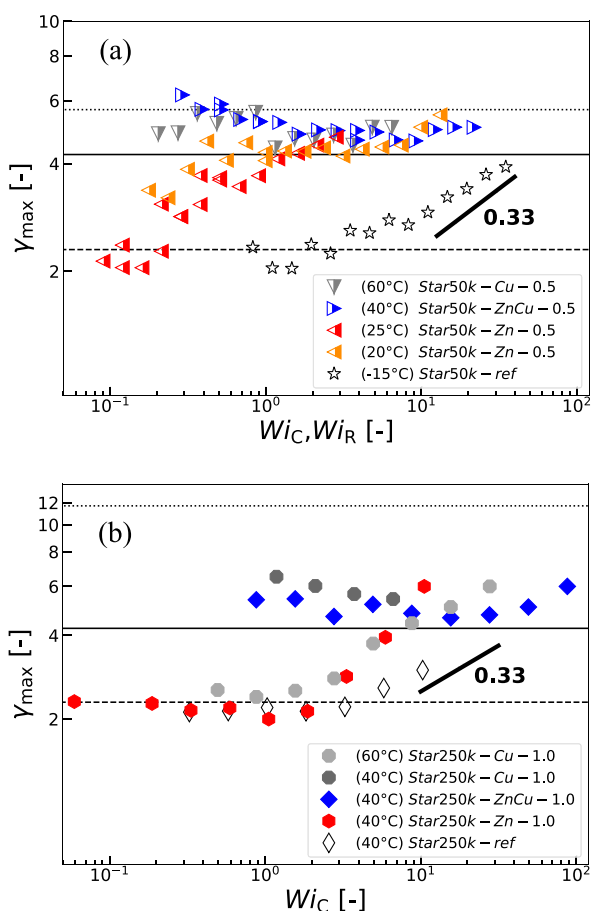 (a)
10
6
4
2
γmax [-]
0.33
(60°C) Star50k−Cu−0.5
(40°C) Star50k−ZnCu−0.5
(25°C) Star50k−Zn−0.5
(20°C) Star50k−Zn−0.5
(-15°C) Star50k−ref
10⁻¹ 10⁰ 10¹ 10²
WiC,WiR [-]
(b)
12
10
6
4
2
γmax [-]
0.33
(60°C) Star250k−Cu−1.0
(40°C) Star250k−Cu−1.0
(40°C) Star250k−ZnCu−1.0
(40°C) Star250k−Zn−1.0
(40°C) Star250k−ref
10⁻¹ 10⁰ 10¹ 10²
WiC [-]